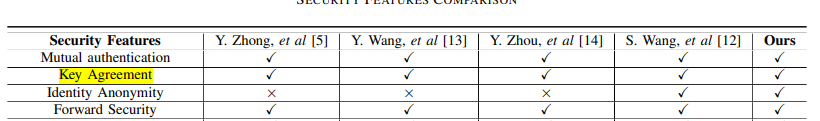 SECURITY FEATURES COMPARISON
Security Features Y. Zhong, et al [5] Y. Wang, et al [13] Y. Zhou, et al [14] S. Wang, et al [12] Ours
Mutual authentication ✓ ✓ ✓ ✓ ✓
Key Agreement ✓ ✓ ✓ ✓ ✓
Identity Anonymity × × × ✓ ✓
Forward Security ✓ ✓ ✓ ✓ ✓